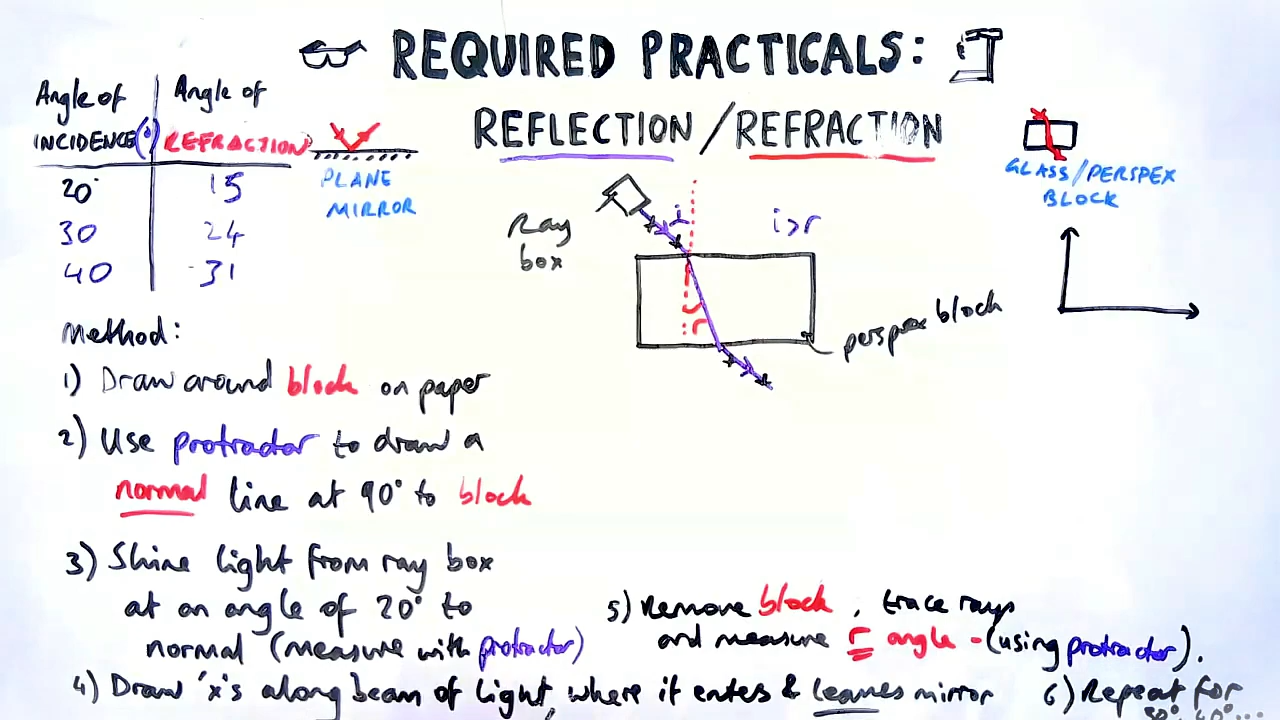 REQUIRED PRACTICALS:
REFLECTION / REFRACTION
Angle of INCIDENCE(°) Angle of REFRACTION
20° 15
30 24
40 31
PLANE
MIRROR
Ray
box
i
i>r
r
perspex block
GLASS/PERSPEX
BLOCK
Method:
1) Draw around block on paper
2) Use protractor to draw a
normal line at 90° to block
3) Shine light from ray box
at an angle of 20° to
normal (measure with protractor)
4) Draw 'x's along beam of light, where it enters & leaves mirror
5) Remove block, trace rays
and measure r angle - (using protractor).
6) Repeat for
30°, 40°...